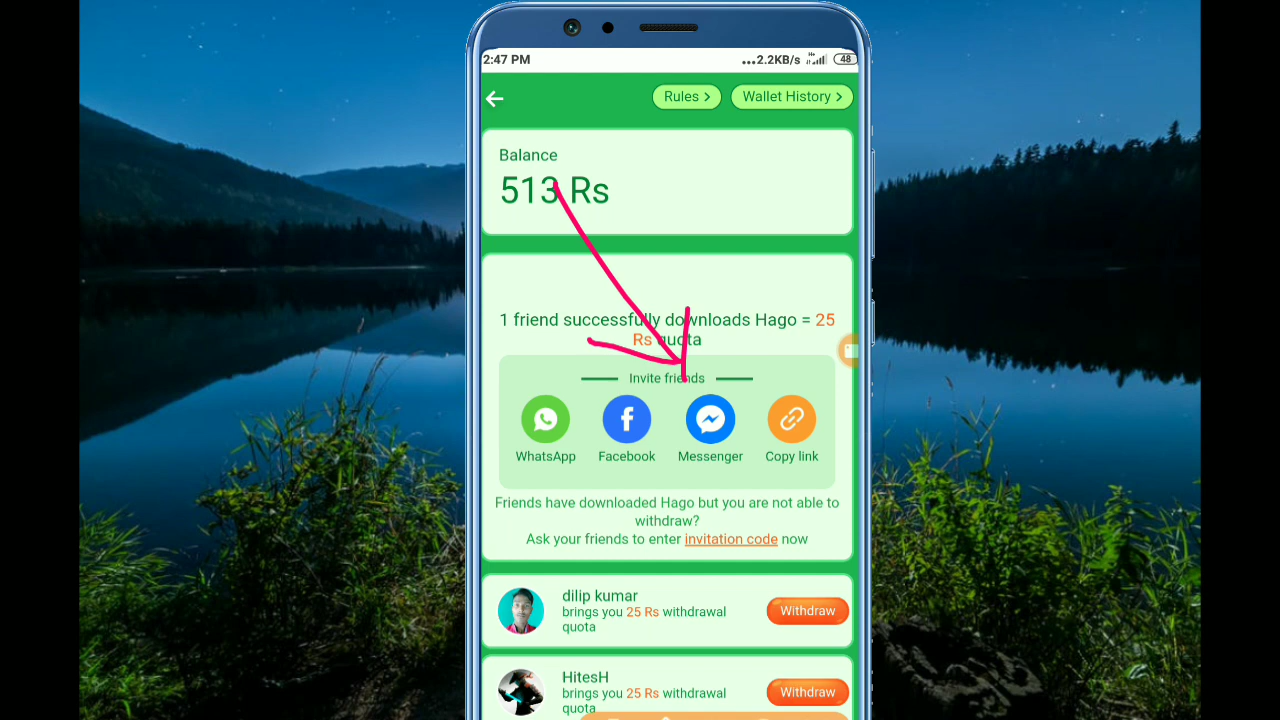 2:47 PM
...2.2KB/s
48
Rules >
Wallet History >
Balance
513 Rs
1 friend successfully downloads Hago = 25
Rs quota
Invite friends
WhatsApp
Facebook
Messenger
Copy link
Friends have downloaded Hago but you are not able to
withdraw?
Ask your friends to enter invitation code now
dilip kumar
brings you 25 Rs withdrawal
quota
Withdraw
HitesH
brings you 25 Rs withdrawal
quota
Withdraw